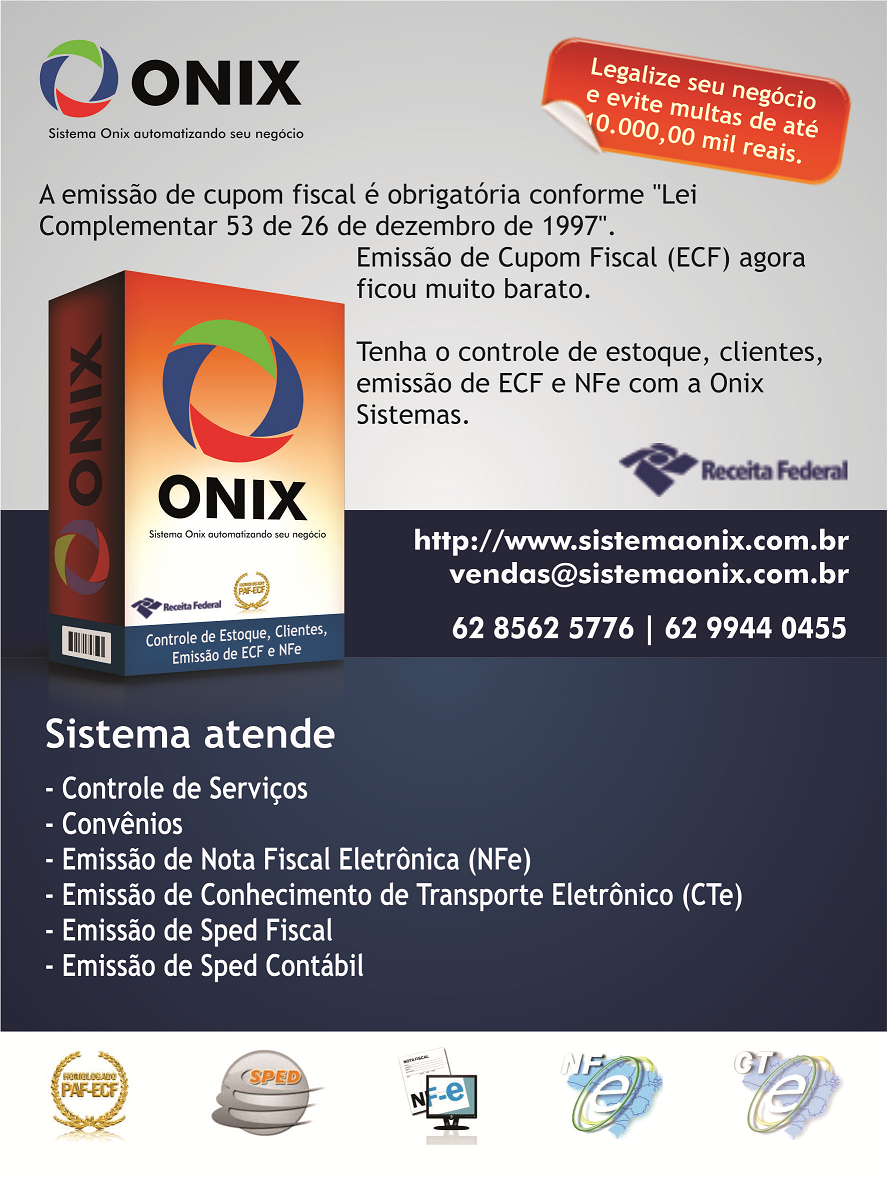 ONIX
Sistema Onix automatizando seu negócio
Legalize seu negócio
e evite multas de até
10.000,00 mil reais.
A emissão de cupom fiscal é obrigatória conforme "Lei
Complementar 53 de 26 de dezembro de 1997".
Emissão de Cupom Fiscal (ECF) agora
ficou muito barato.
Tenha o controle de estoque, clientes,
emissão de ECF e NFe com a Onix
Sistemas.
Receita Federal
ONIX
ONIX
Sistema Onix automatizando seu negócio
Receita Federal
HOMOLOGADO
PAF-ECF
Controle de Estoque, Clientes,
Emissão de ECF e NFe
http://www.sistemaonix.com.br
vendas@sistemaonix.com.br
62 8562 5776 | 62 9944 0455
Sistema atende
- Controle de Serviços
- Convênios
- Emissão de Nota Fiscal Eletrônica (NFe)
- Emissão de Conhecimento de Transporte Eletrônico (CTe)
- Emissão de Sped Fiscal
- Emissão de Sped Contábil
HOMOLOGADO
PAF-ECF
SPED
NOTA FISCAL
NF-e
NF e
CT e